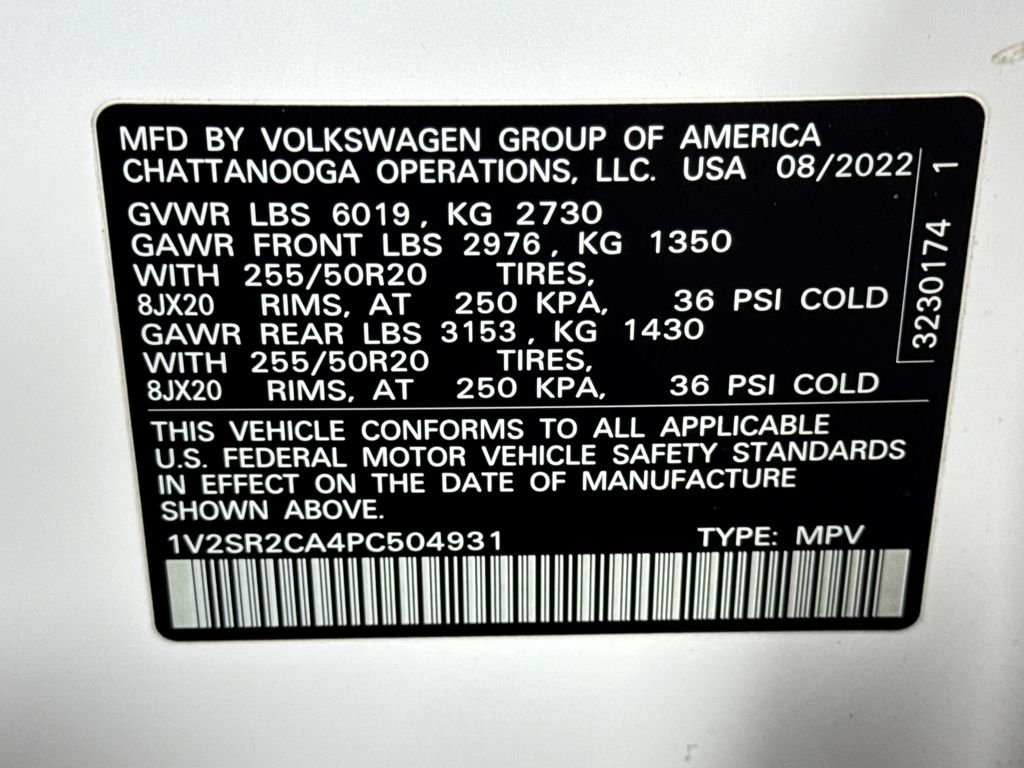 MFD BY VOLKSWAGEN GROUP OF AMERICA
CHATTANOOGA OPERATIONS, LLC. USA 08/2022
GVWR LBS 6019, KG 2730
GAWR FRONT LBS 2976, KG 1350
WITH 255/50R20 TIRES,
8JX20 RIMS, AT 250 KPA, 36 PSI COLD
GAWR REAR LBS 3153, KG 1430
WITH 255/50R20 TIRES,
8JX20 RIMS, AT 250 KPA, 36 PSI COLD
3230174 1
THIS VEHICLE CONFORMS TO ALL APPLICABLE
U.S. FEDERAL MOTOR VEHICLE SAFETY STANDARDS
IN EFFECT ON THE DATE OF MANUFACTURE
SHOWN ABOVE.
1V2SR2CA4PC504931 TYPE: MPV